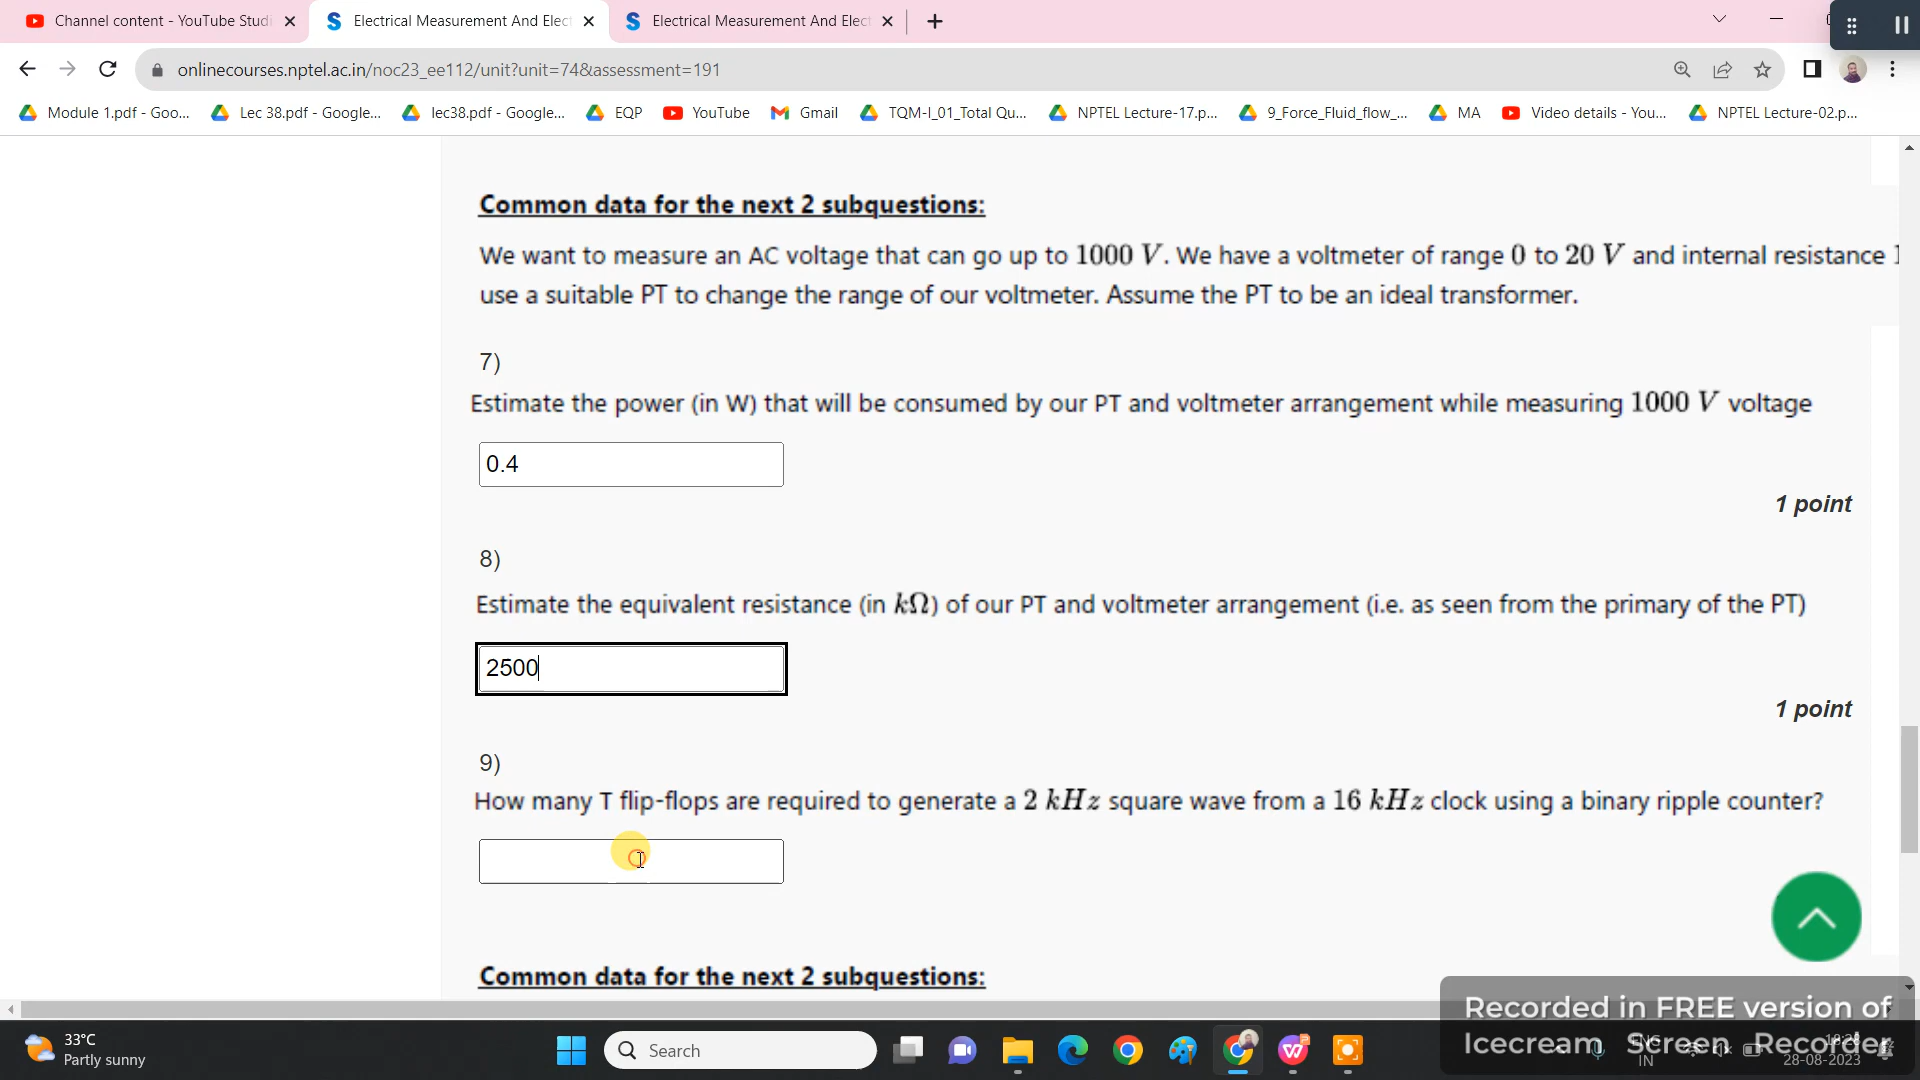 Channel content - YouTube Studi
Electrical Measurement And Elect
Electrical Measurement And Elect
onlinecourses.nptel.ac.in/noc23_ee112/unit?unit=74&assessment=191
Module 1.pdf - Goo...
Lec 38.pdf - Google...
lec38.pdf - Google...
EQP
YouTube
Gmail
TQM-I_01_Total Qu...
NPTEL Lecture-17.p...
9_Force_Fluid_flow_...
MA
Video details - You...
NPTEL Lecture-02.p...
Common data for the next 2 subquestions:
We want to measure an AC voltage that can go up to 1000 V. We have a voltmeter of range 0 to 20 V and internal resistance 1
use a suitable PT to change the range of our voltmeter. Assume the PT to be an ideal transformer.
7)
Estimate the power (in W) that will be consumed by our PT and voltmeter arrangement while measuring 1000 V voltage
0.4
1 point
8)
Estimate the equivalent resistance (in kΩ) of our PT and voltmeter arrangement (i.e. as seen from the primary of the PT)
2500
1 point
9)
How many T flip-flops are required to generate a 2 kHz square wave from a 16 kHz clock using a binary ripple counter?
Common data for the next 2 subquestions:
Recorded in FREE version of
Icecream Screen Recorder
33°C
Partly sunny
Search
ENG
IN
28-08-2023